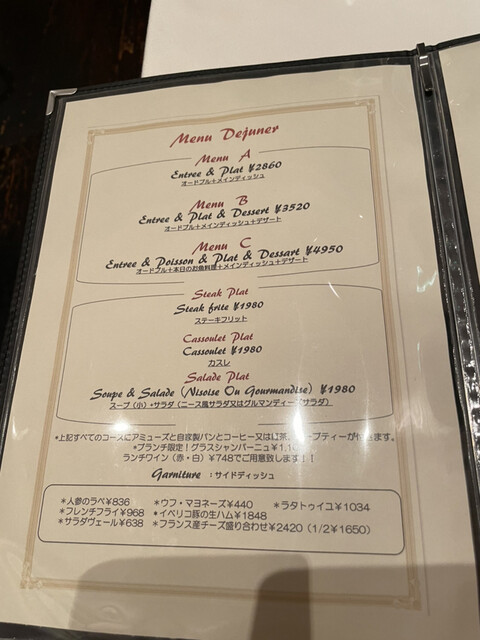 Menu Dejuner
Menu A
Entree & Plat ¥2860
オードブル+メインディッシュ
Menu B
Entree & Plat & Dessert ¥3520
オードブル+メインディッシュ+デザート
Menu C
Entree & Poisson & Plat & Dessart ¥4950
オードブル+本日のお魚料理+メインディッシュ+デザート
Steak Plat
Steak frite ¥1980
ステーキフリット
Cassoulet Plat
Cassoulet ¥1980
カスレ
Salade Plat
Soupe & Salade (Nisoise Ou Gourmandise) ¥1980
スープ(小)・サラダ(ニース風サラダ又はグルマンディーズサラダ)
*上記すべてのコースにアミューズと自家製パンとコーヒー又は紅茶、ープティーが付きます。
*ブランチ限定!グラスシャンパーニュ
ランチワイン(赤・白)¥748でご用意致します!
Garniture :サイドディッシュ
*人参のラペ¥836 *ウフ・マヨネーズ¥440 *ラタトゥイユ¥1034
*フレンチフライ¥968 *イベリコ豚の生ハム¥1848
*サラダヴェール¥638 *フランス産チーズ盛り合わせ¥2420(1/2¥1650)